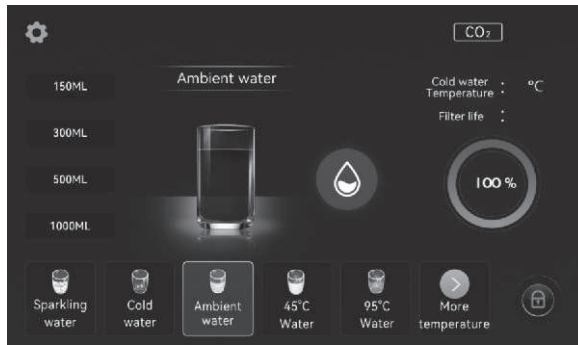 CO₂
Ambient water
150ML
300ML
500ML
1000ML
Cold water
Temperature : °C
Filter life :
100 %
Sparkling
water
Cold
water
Ambient
water
45°C
Water
95°C
Water
More
temperature